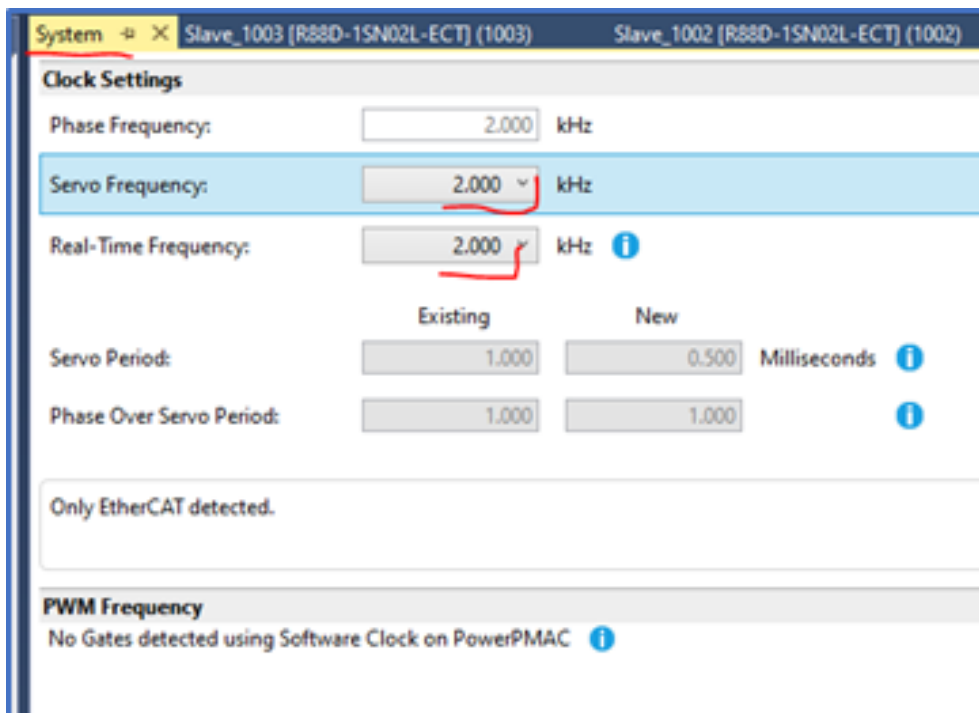 System Slave_1003 [R88D-1SN02L-ECT] (1003) Slave_1002 [R88D-1SN02L-ECT] (1002)
Clock Settings
Phase Frequency: 2.000 kHz
Servo Frequency: 2.000 kHz
Real-Time Frequency: 2.000 kHz
Existing New
Servo Period: 1.000 0.500 Milliseconds
Phase Over Servo Period: 1.000 1.000
Only EtherCAT detected.
PWM Frequency
No Gates detected using Software Clock on PowerPMAC